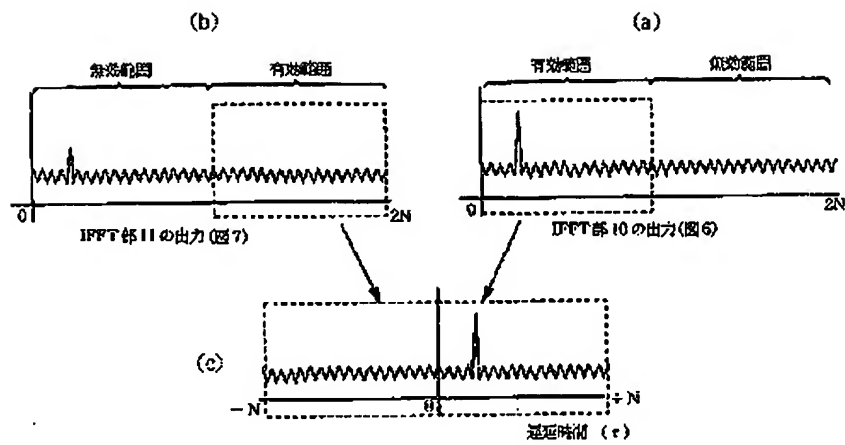 (b)
(a)
無効範囲
有効範囲
有効範囲
無効範囲
0
2N
0
2N
IFFT部11の出力(図7)
IFFT部10の出力(図6)
(c)
-N
0
+N
遅延時間 (τ)